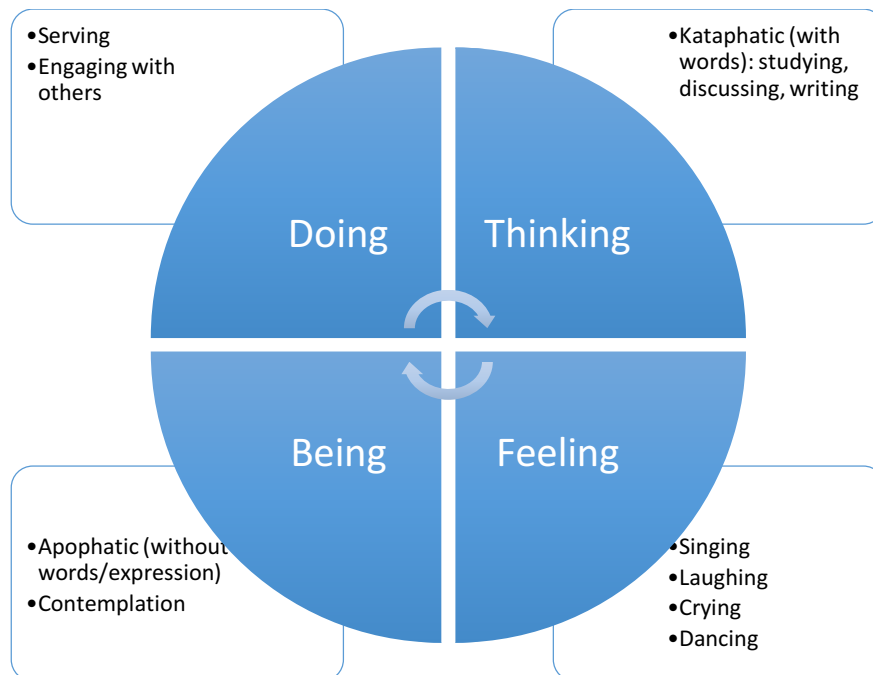 •Serving
•Engaging with
others
•Kataphatic (with
words): studying,
discussing, writing
Doing
Thinking
Being
Feeling
•Apophatic (without
words/expression)
•Contemplation
•Singing
•Laughing
•Crying
•Dancing